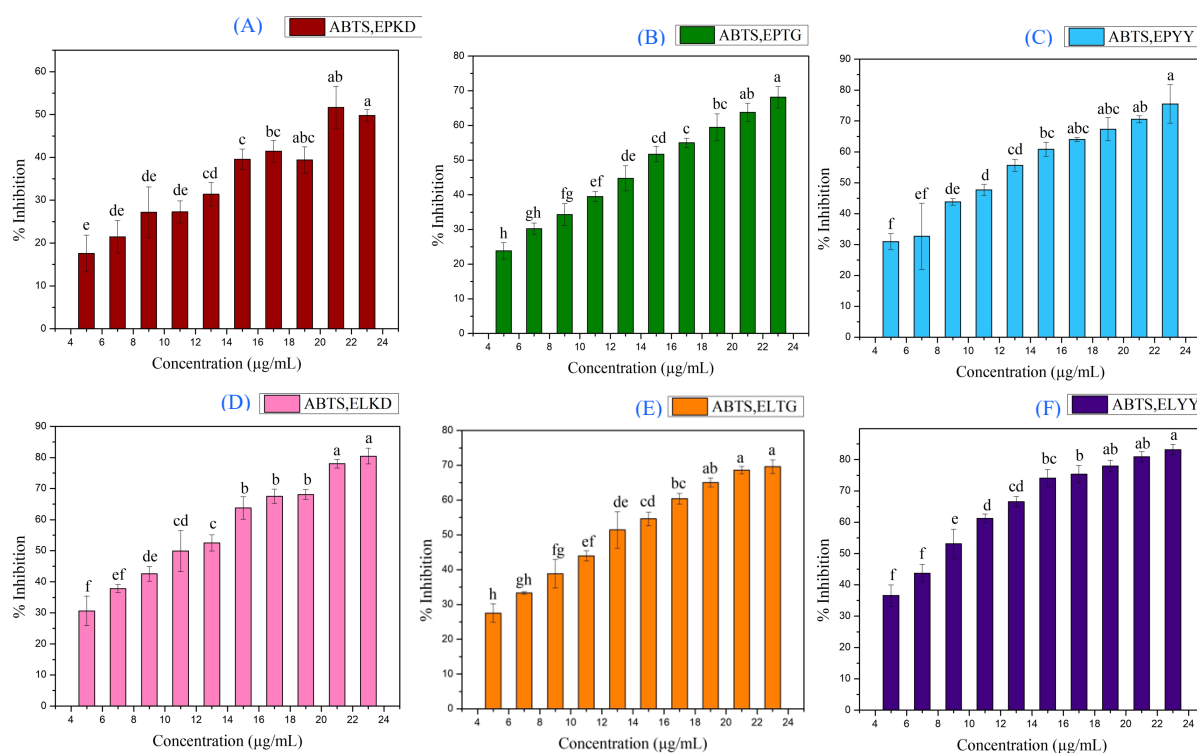 (A) ABTS,EPKD
% Inhibition
60
50
40
30
20
10
0
e de de de cd c bc abc ab a
4 6 8 10 12 14 16 18 20 22 24
Concentration (µg/mL)
(B) ABTS,EPTG
% Inhibition
80
70
60
50
40
30
20
10
0
h gh fg ef de cd c bc ab a
4 6 8 10 12 14 16 18 20 22 24
Concentration (µg/mL)
(C) ABTS,EPYY
% Inhibition
90
80
70
60
50
40
30
20
10
0
f ef de d cd bc abc abc ab a
4 6 8 10 12 14 16 18 20 22 24
Concentration (µg/mL)
(D) ABTS,ELKD
% Inhibition
90
80
70
60
50
40
30
20
10
0
f ef de cd c b b b a a
4 6 8 10 12 14 16 18 20 22 24
Concentration (µg/mL)
(E) ABTS,ELTG
% Inhibition
80
70
60
50
40
30
20
10
0
h gh fg ef de cd bc ab a a
4 6 8 10 12 14 16 18 20 22 24
Concentration (µg/mL)
(F) ABTS,ELYY
% Inhibition
90
80
70
60
50
40
30
20
10
0
f f e d cd bc b ab ab a
4 6 8 10 12 14 16 18 20 22 24
Concentration (µg/mL)